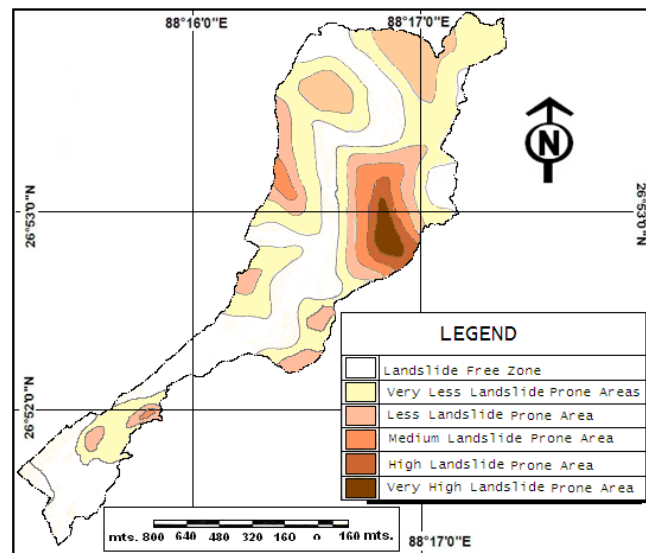 88°16'0"E
88°17'0"E
N
26°53'0"N
26°53'0"N
LEGEND
Landslide Free Zone
Very Less Landslide Prone Areas
Less Landslide Prone Area
Medium Landslide Prone Area
High Landslide Prone Area
Very High Landslide Prone Area
26°52'0"N
mts. 800 640 480 320 160 0 160 mts.
88°17'0"E